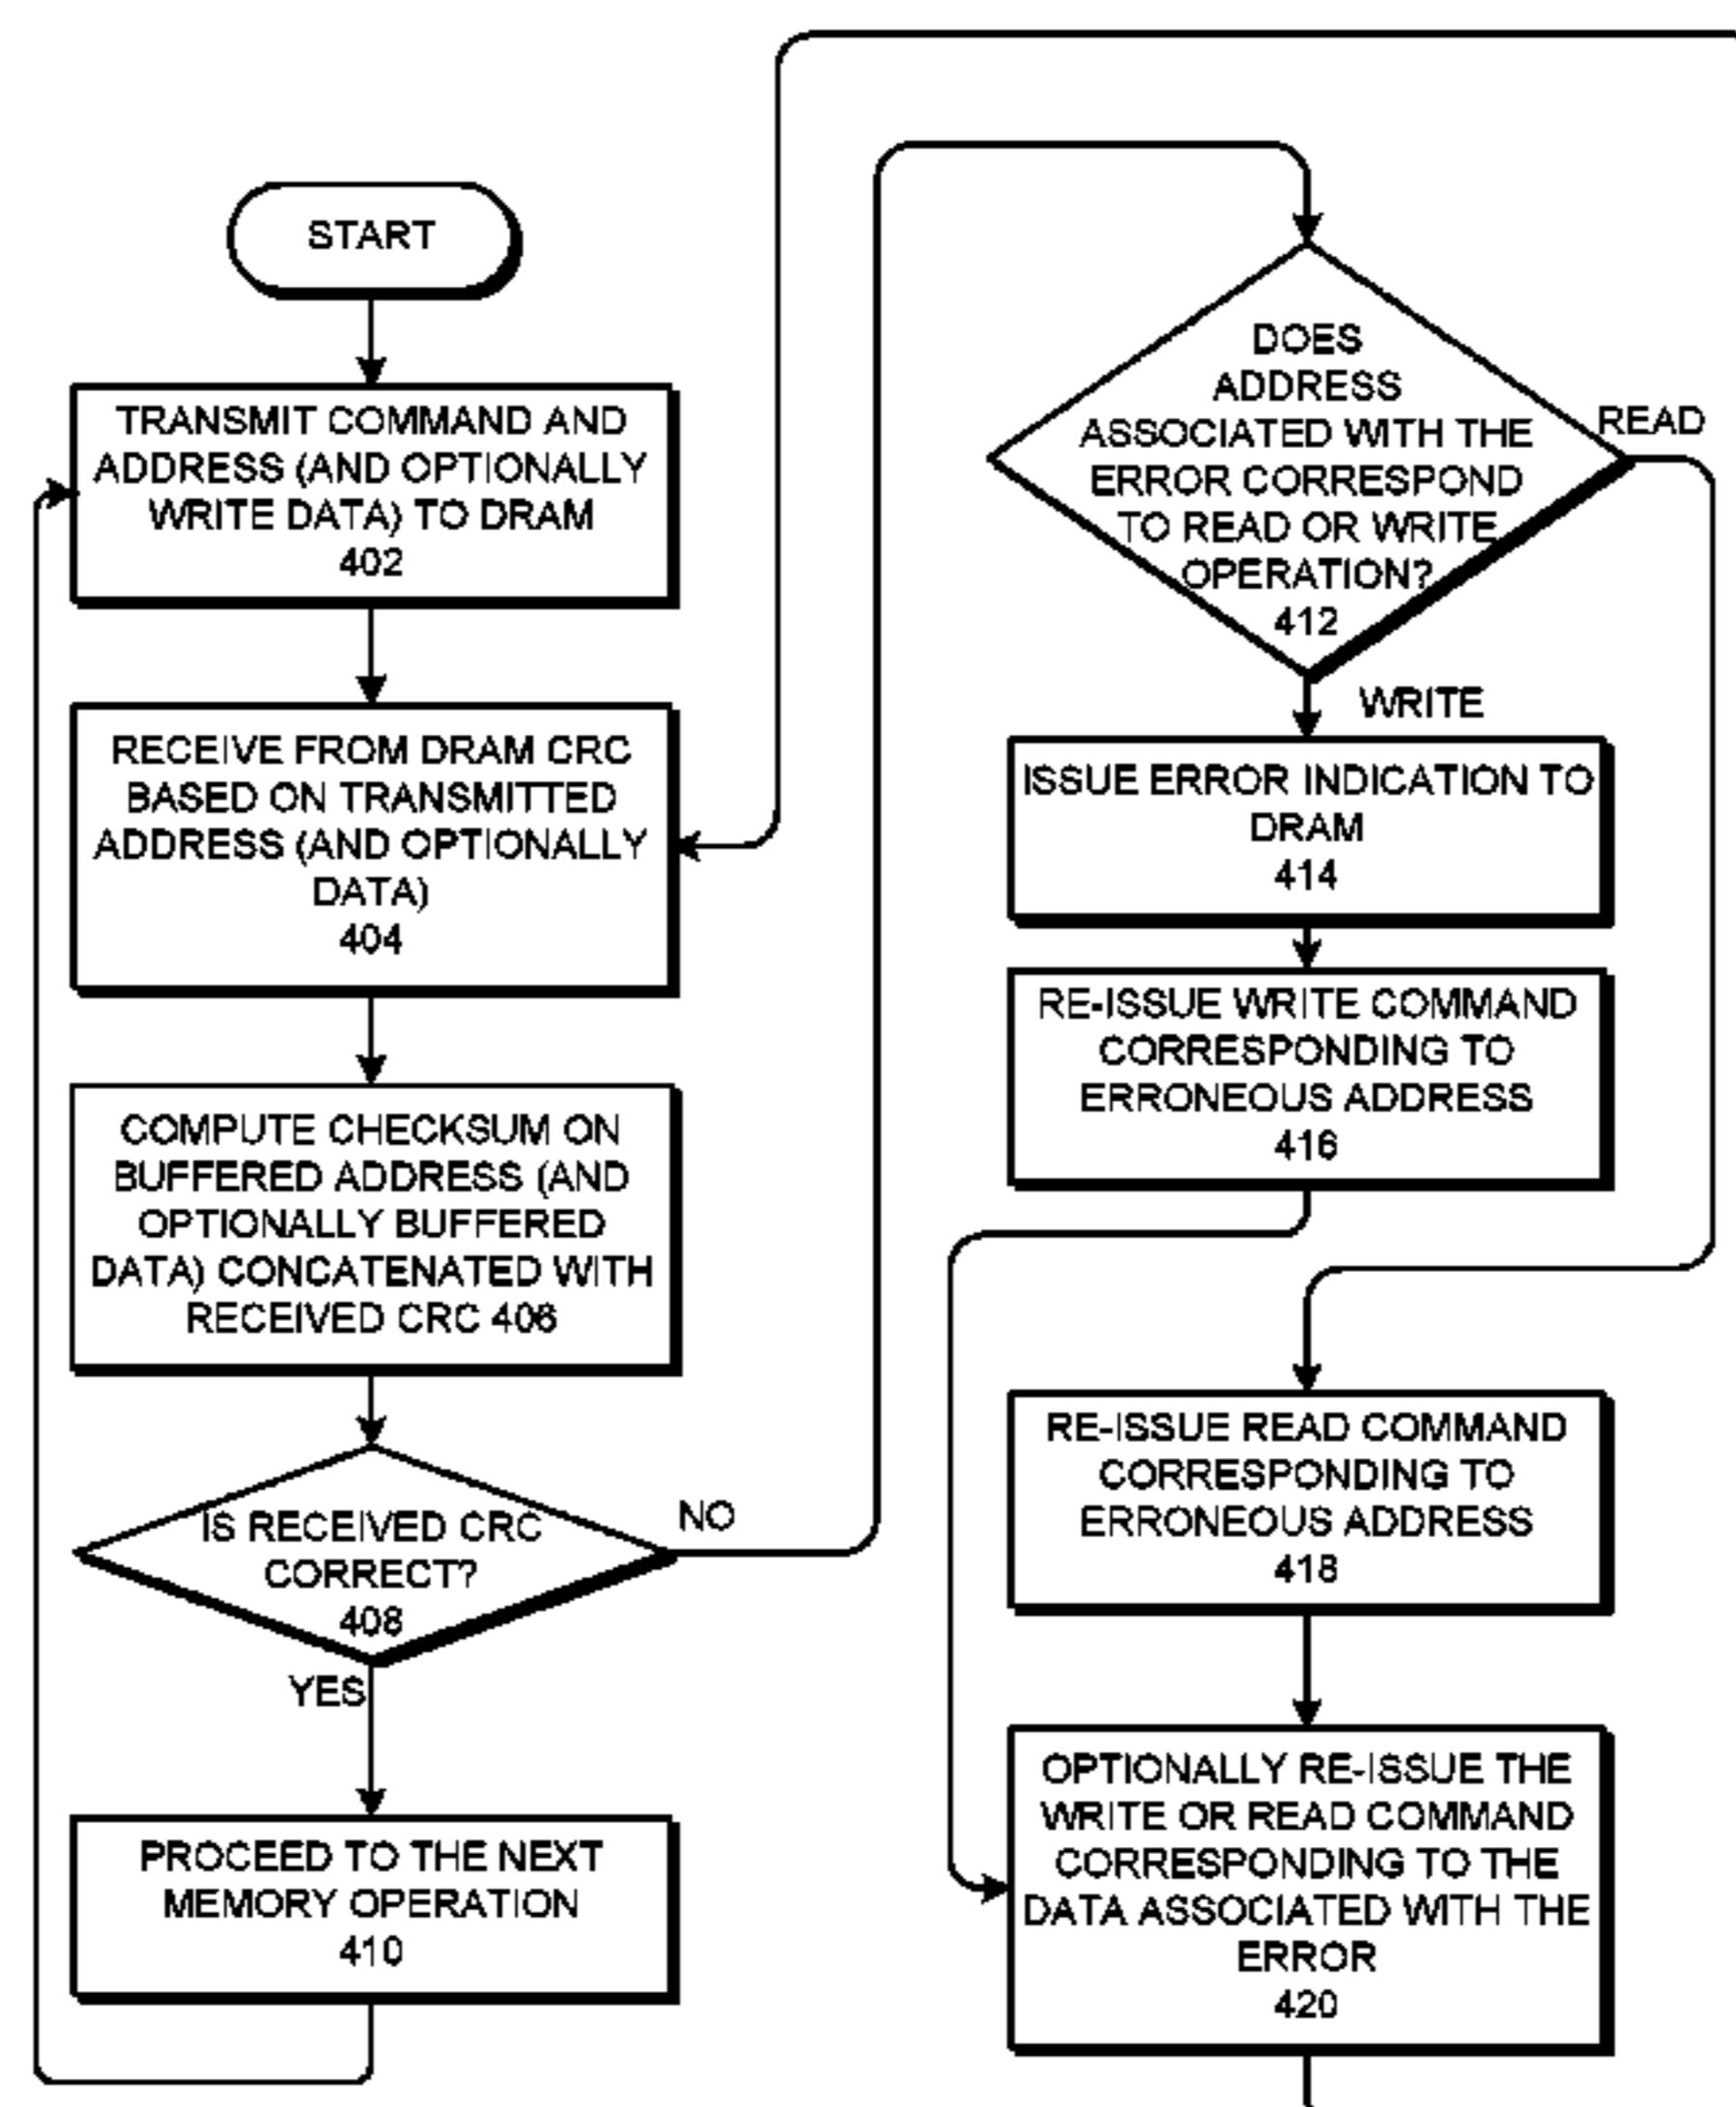 START
TRANSMIT COMMAND AND
ADDRESS (AND OPTIONALLY
WRITE DATA) TO DRAM
402
RECEIVE FROM DRAM CRC
BASED ON TRANSMITTED
ADDRESS (AND OPTIONALLY
DATA)
404
COMPUTE CHECKSUM ON
BUFFERED ADDRESS (AND
OPTIONALLY BUFFERED
DATA) CONCATENATED WITH
RECEIVED CRC 406
IS RECEIVED CRC
CORRECT?
408
NO
YES
PROCEED TO THE NEXT
MEMORY OPERATION
410
DOES
ADDRESS
ASSOCIATED WITH THE
ERROR CORRESPOND
TO READ OR WRITE
OPERATION?
412
READ
WRITE
ISSUE ERROR INDICATION TO
DRAM
414
RE-ISSUE WRITE COMMAND
CORRESPONDING TO
ERRONEOUS ADDRESS
416
RE-ISSUE READ COMMAND
CORRESPONDING TO
ERRONEOUS ADDRESS
418
OPTIONALLY RE-ISSUE THE
WRITE OR READ COMMAND
CORRESPONDING TO THE
DATA ASSOCIATED WITH THE
ERROR
420